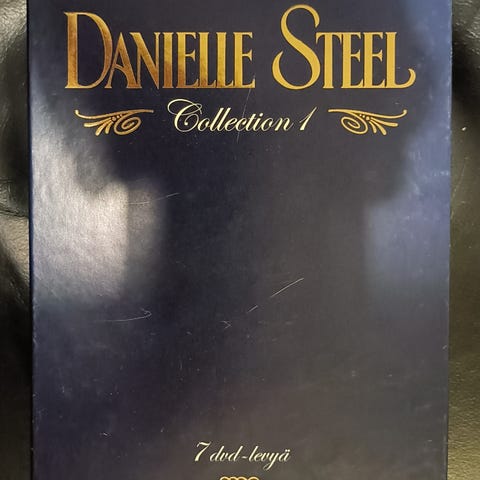 DANIELLE STEEL
Collection 1
7 dvd-levyä